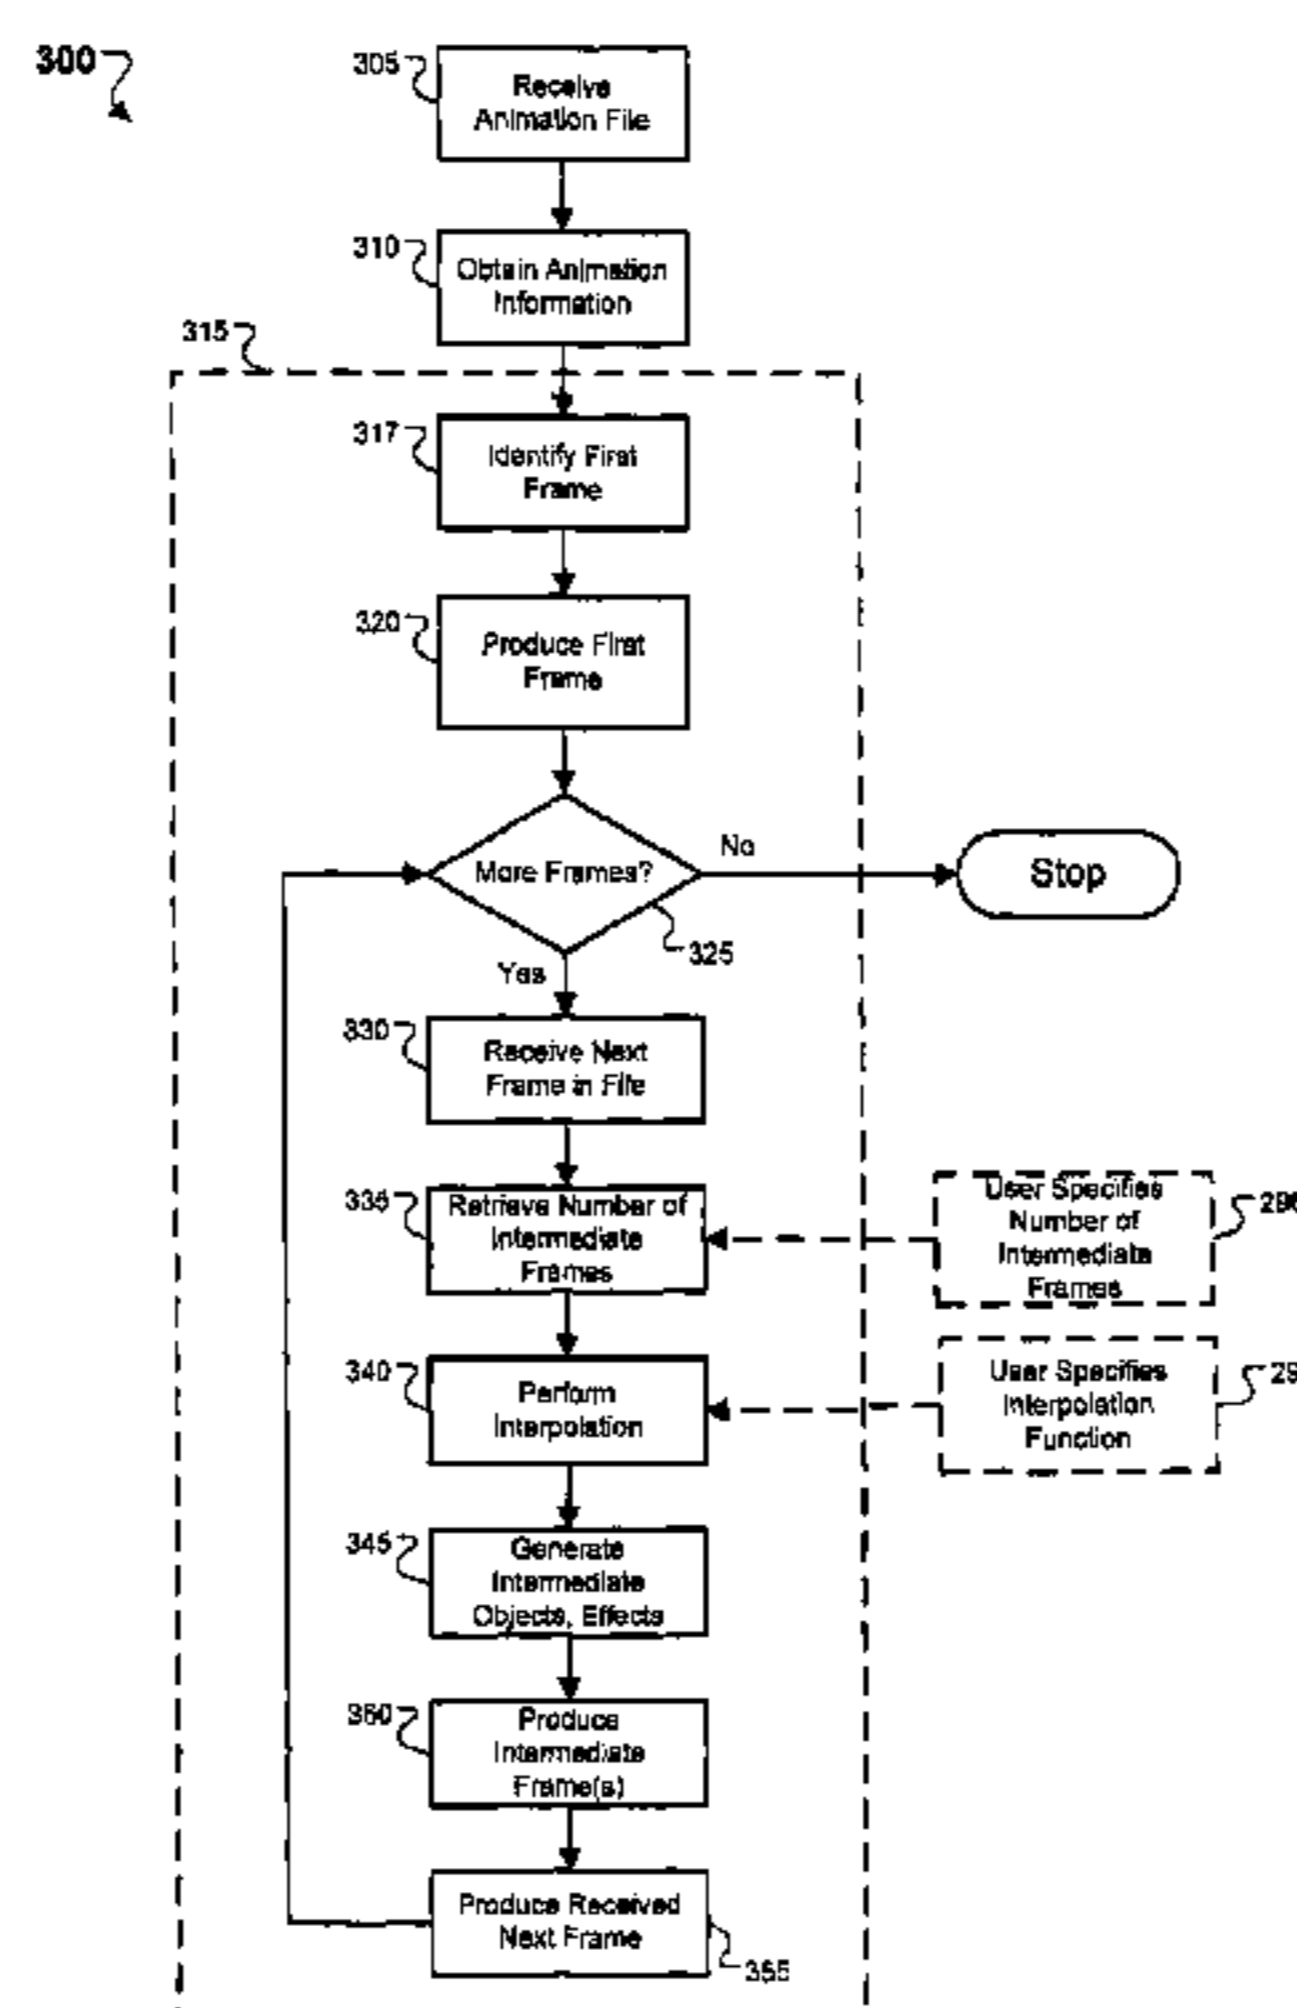 300
305
Receive
Animation File
310
Obtain Animation
Information
315
317
Identify First
Frame
320
Produce First
Frame
More Frames?
No
Stop
325
Yes
330
Receive Next
Frame in File
335
Retrieve Number of
Intermediate
Frames
User Specifies
Number of
Intermediate
Frames
340
Perform
Interpolation
User Specifies
Interpolation
Function
345
Generate
Intermediate
Objects, Effects
Produce
Intermediate
Frame(s)
Produce Received
Next Frame
355